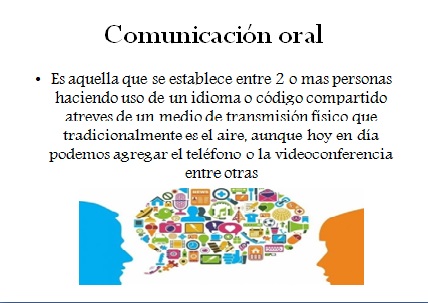 Comunicación oral
• Es aquella que se establece entre 2 o mas personas
haciendo uso de un idioma o código compartido
atreves de un medio de transmisión físico que
tradicionalmente es el aire, aunque hoy en día
podemos agregar el teléfono o la videoconferencia
entre otras